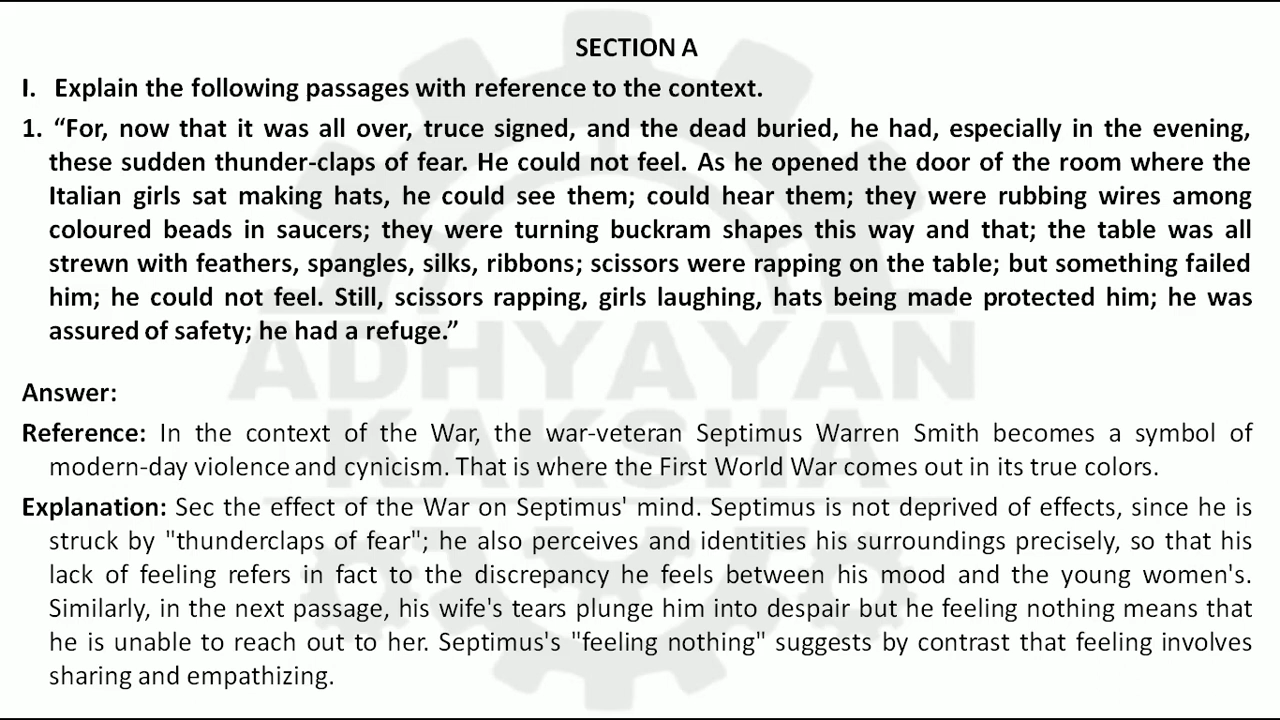 SECTION A
I. Explain the following passages with reference to the context.
1. “For, now that it was all over, truce signed, and the dead buried, he had, especially in the evening,
these sudden thunder-claps of fear. He could not feel. As he opened the door of the room where the
Italian girls sat making hats, he could see them; could hear them; they were rubbing wires among
coloured beads in saucers; they were turning buckram shapes this way and that; the table was all
strewn with feathers, spangles, silks, ribbons; scissors were rapping on the table; but something failed
him; he could not feel. Still, scissors rapping, girls laughing, hats being made protected him; he was
assured of safety; he had a refuge.”
ADHYAYAN
KAKSHA
Answer:
Reference: In the context of the War, the war-veteran Septimus Warren Smith becomes a symbol of
modern-day violence and cynicism. That is where the First World War comes out in its true colors.
Explanation: Sec the effect of the War on Septimus' mind. Septimus is not deprived of effects, since he is
struck by "thunderclaps of fear"; he also perceives and identities his surroundings precisely, so that his
lack of feeling refers in fact to the discrepancy he feels between his mood and the young women's.
Similarly, in the next passage, his wife's tears plunge him into despair but he feeling nothing means that
he is unable to reach out to her. Septimus's "feeling nothing" suggests by contrast that feeling involves
sharing and empathizing.